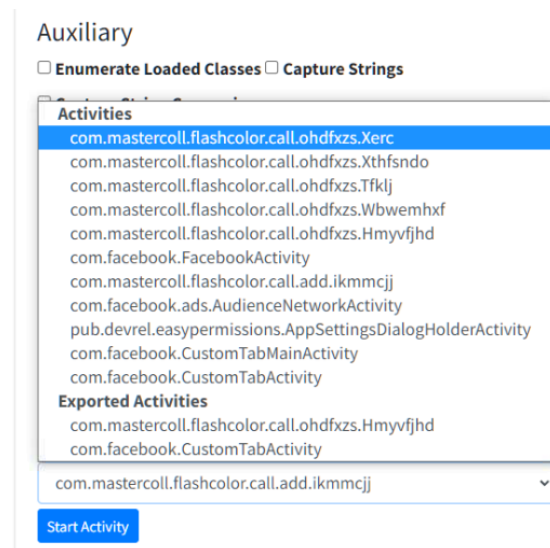 Auxiliary
Enumerate Loaded Classes Capture Strings
Activities
com.mastercoll.flashcolor.call.ohdfxzs.Xerc
com.mastercoll.flashcolor.call.ohdfxzs.Xthfsndo
com.mastercoll.flashcolor.call.ohdfxzs.Tfklj
com.mastercoll.flashcolor.call.ohdfxzs.Wbwemhxf
com.mastercoll.flashcolor.call.ohdfxzs.Hmyvfjhd
com.facebook.FacebookActivity
com.mastercoll.flashcolor.call.add.ikmmcjj
com.facebook.ads.AudienceNetworkActivity
pub.devrel.easypermissions.AppSettingsDialogHolderActivity
com.facebook.CustomTabMainActivity
com.facebook.CustomTabActivity
Exported Activities
com.mastercoll.flashcolor.call.ohdfxzs.Hmyvfjhd
com.facebook.CustomTabActivity
com.mastercoll.flashcolor.call.add.ikmmcjj
Start Activity